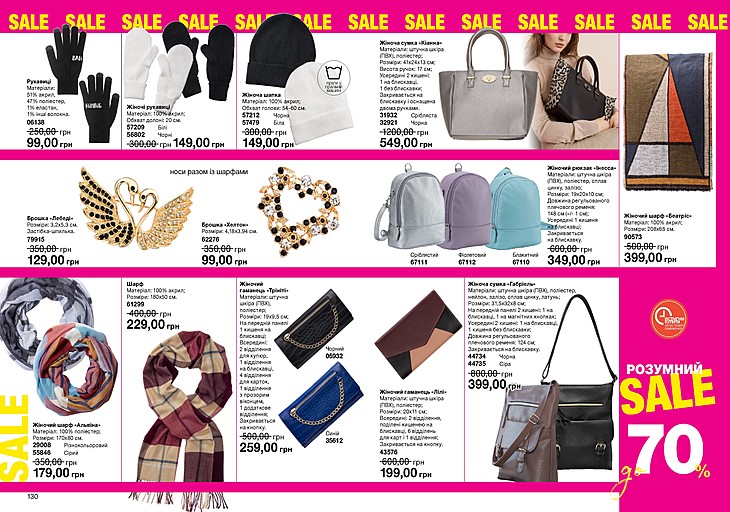 SALE SALE SALE SALE SALE SALE SALE SALE SALE SALE SALE SALE SALE SALE SALE SALE
Рукавиці
Матеріали:
51% акрил,
47% поліестер,
1% еластан,
1% інші волокна.
06138
250,00 грн
99,00 грн
Жіночі рукавиці
Матеріал: 100% акрил;
Обхват долоні: 20 см.
57209 Білі
56802 Чорні
300,00 грн
149,00 грн
Жіноча шапка
Матеріал: 100% акрил;
Обхват голови: 54-60 см.
57212 Чорна
57479 Біла
300,00 грн
149,00 грн
Жіноча сумка «Кіанна»
Матеріали: штучна шкіра
(ПВХ), поліестер;
Розміри: 41х24х13 см;
Висота ручок: 17 см;
Усередині 2 кишені:
1 на блискавці,
1 без блискавки;
Закривається на
блискавку і оснащена
двома ручками.
31932 Срібляста
32921 Чорна
1200,00 грн
549,00 грн
Жіночий шарф «Беатріс»
Матеріал: 100% акрил;
Розміри: 208х65 см.
90573
500,00 грн
399,00 грн
носи разом із шарфами
Брошка «Лебеді»
Розміри: 3,2х5,3 см.
Застібка-шпилька.
79915
350,00 грн
129,00 грн
Брошка «Хелтон»
Розміри: 4,18х3,94 см.
62276
350,00 грн
99,00 грн
Сріблястий
67111
Фіолетовий
67112
Блакитний
67110
Жіночий рюкзак «Інесса»
Матеріали: штучна шкіра
(ПВХ), поліестер, сплав
цинку, залізо;
Розміри: 19х20х10 см;
Довжина регульованого
плечового ременя:
148 см (+/- 1 см);
Усередині 1 кишеня
на блискавці;
Закривається
на блискавку.
600,00 грн
349,00 грн
Жіночий шарф «Альвіна»
Матеріал: 100% поліестер;
Розміри: 170х80 см.
29008 Різнокольоровий
55846 Сірий
350,00 грн
179,00 грн
Шарф
Матеріал: 100% акрил;
Розміри: 180х50 см.
61299
400,00 грн
229,00 грн
Жіночий
гаманець «Трініті»
Матеріали: штучна
шкіра (ПВХ),
поліестер;
Розміри: 19х9,5 см;
На передній панелі
1 кишеня на
блискавці;
Всередині:
2 відділення
для купюр,
1 відділення на
блискавці,
4 відділення
для карток,
1 відділення
з прозорим
віконцем,
1 додаткове
відділення;
Закривається
на кнопку.
500,00 грн
259,00 грн
Чорний
05932
Синій
35612
Жіночий гаманець «Лілі»
Матеріали: штучна шкіра
(ПВХ), поліестер;
Розміри: 20х11 см;
Всередині: 2 відділення,
поділені кишенею на
блискавці, 6 відділень
для карт і 1 відділення;
Закривається на кнопку.
43576
600,00 грн
199,00 грн
Жіноча сумка «Габріель»
Матеріали: штучна шкіра (ПВХ), поліестер,
нейлон, залізо, сплав цинку, латунь;
Розміри: 31,5х32х8 см;
На передній панелі 2 кишені: 1 на
блискавці, 1 на магнітних кнопках;
Усередині 2 кишені: 1 на блискавці,
1 кишеня без блискавки;
Довжина регульованого
плечового ременя: 124 см;
Закривається на блискавку.
44734 Чорна
44735 Сіра
800,00 грн
399,00 грн
РОЗУМНИЙ
SALE
до 70%
SALE
130